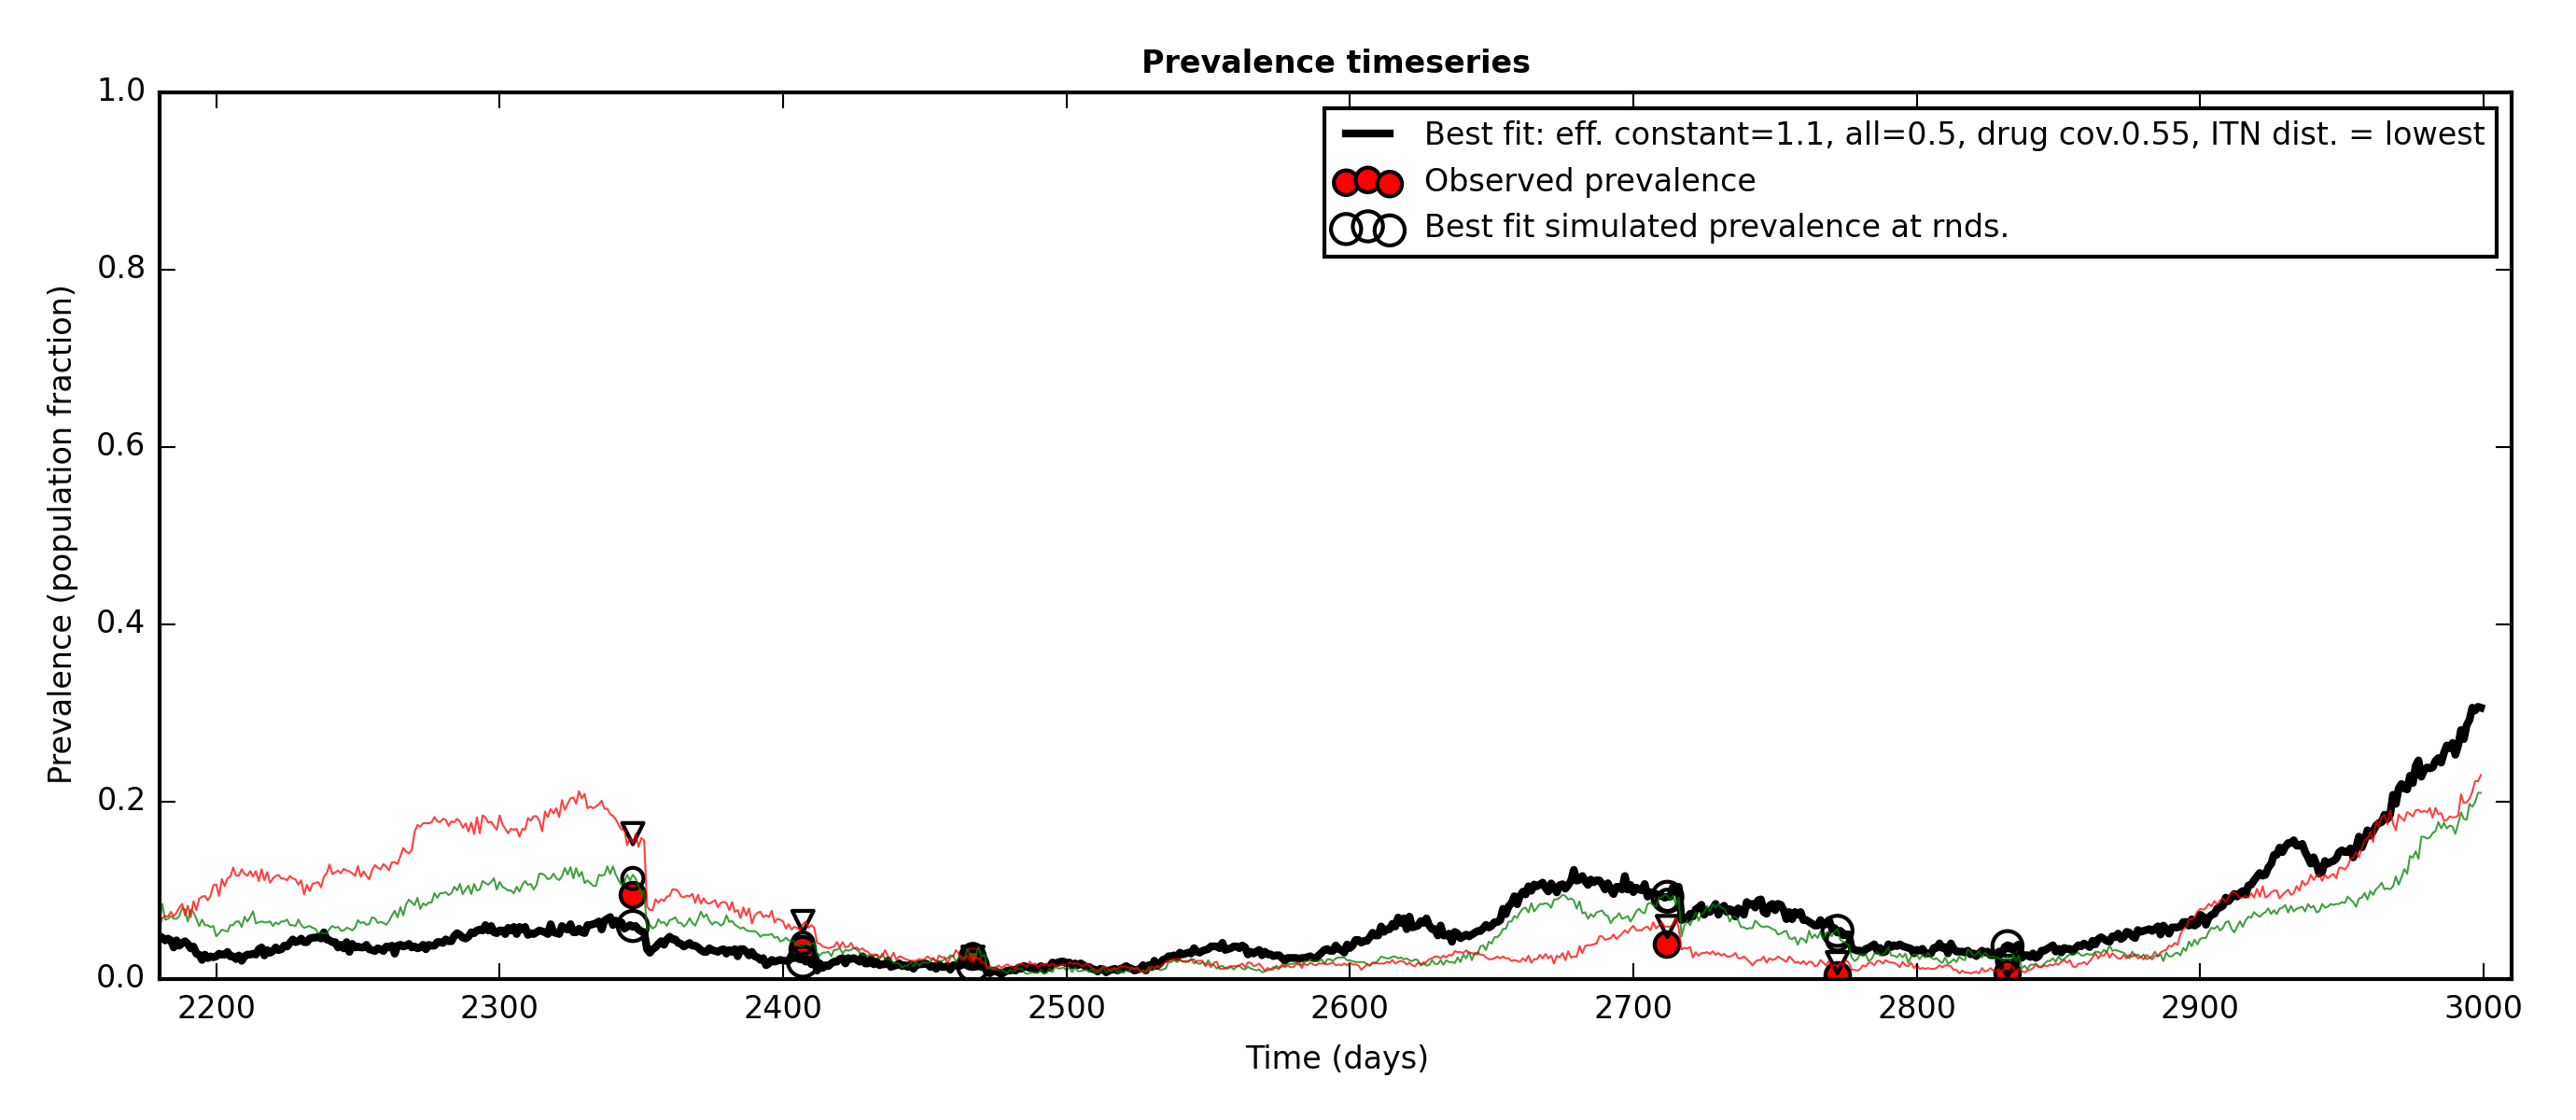 Prevalence timeseries
Best fit: eff. constant=1.1, all=0.5, drug cov.0.55, ITN dist. = lowest
Observed prevalence
Best fit simulated prevalence at rnds.
Prevalence (population fraction)
1.0
0.8
0.6
0.4
0.2
0.0
2200 2300 2400 2500 2600 2700 2800 2900 3000
Time (days)